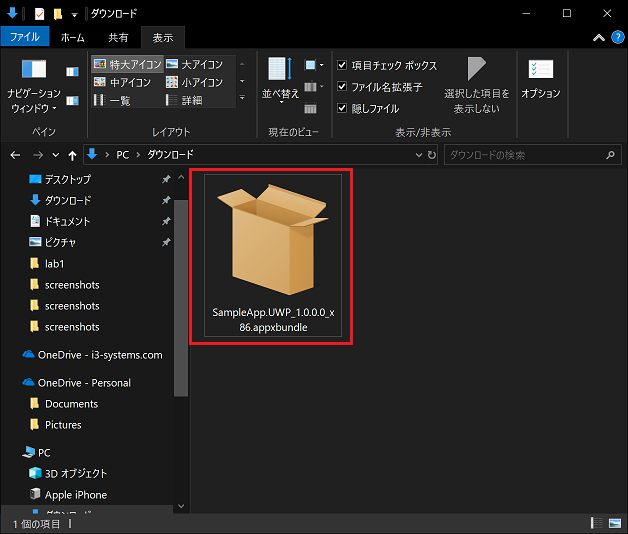 ダウンロード
ファイル ホーム 共有 表示
特大アイコン 大アイコン
中アイコン 小アイコン
一覧 詳細
ナビゲーション
ウィンドウ
並べ替え
項目チェック ボックス
ファイル名拡張子
隠しファイル
選択した項目を
表示しない
オプション
ペイン レイアウト 現在のビュー 表示/非表示
PC ダウンロード ダウンロードの検索
デスクトップ
ダウンロード
ドキュメント
ピクチャ
lab1
screenshots
screenshots
screenshots
OneDrive - i3-systems.com
OneDrive - Personal
Documents
Pictures
PC
3D オブジェクト
Apple iPhone
ダウンロード
SampleApp.UWP_1.0.0.0_x
86.appxbundle
1 個の項目